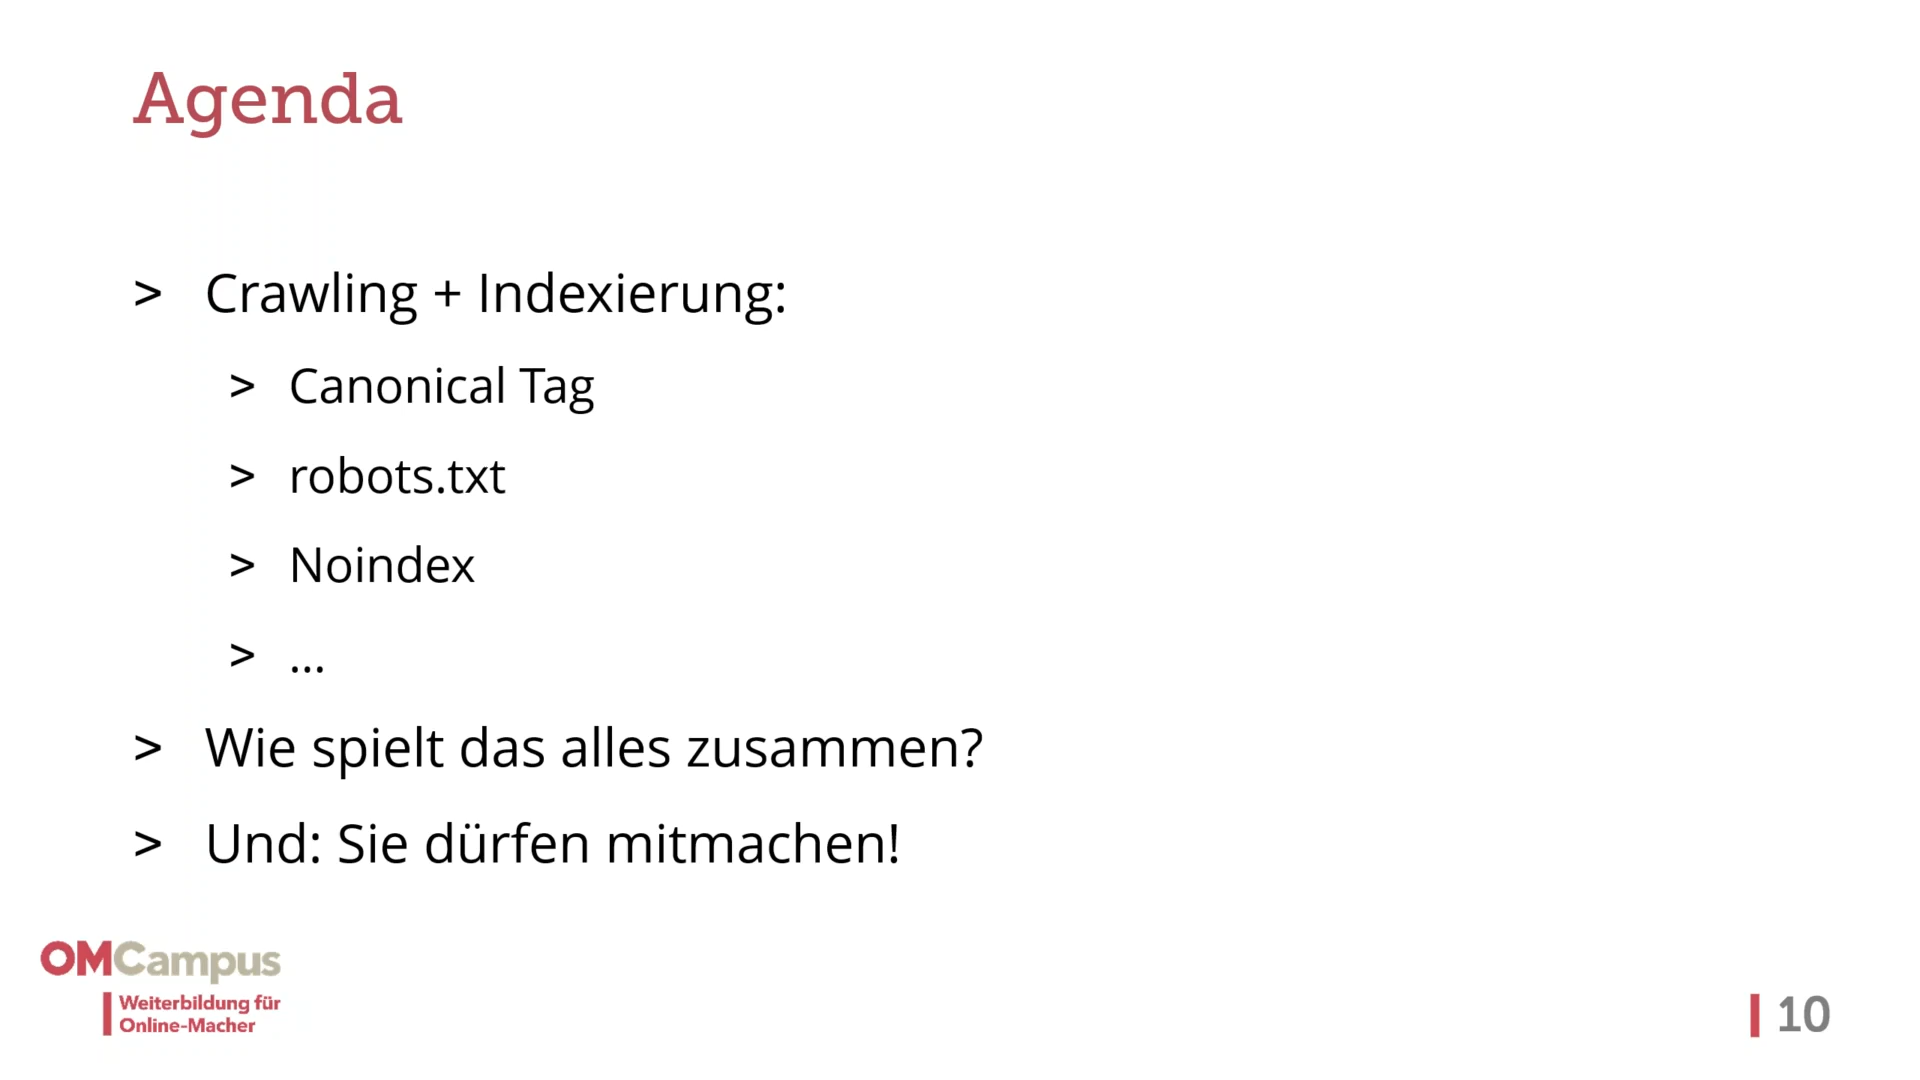 Agenda
> Crawling + Indexierung:
> Canonical Tag
> robots.txt
> Noindex
> ...
> Wie spielt das alles zusammen?
> Und: Sie dürfen mitmachen!
OMCampus
Weiterbildung für
Online-Macher
10